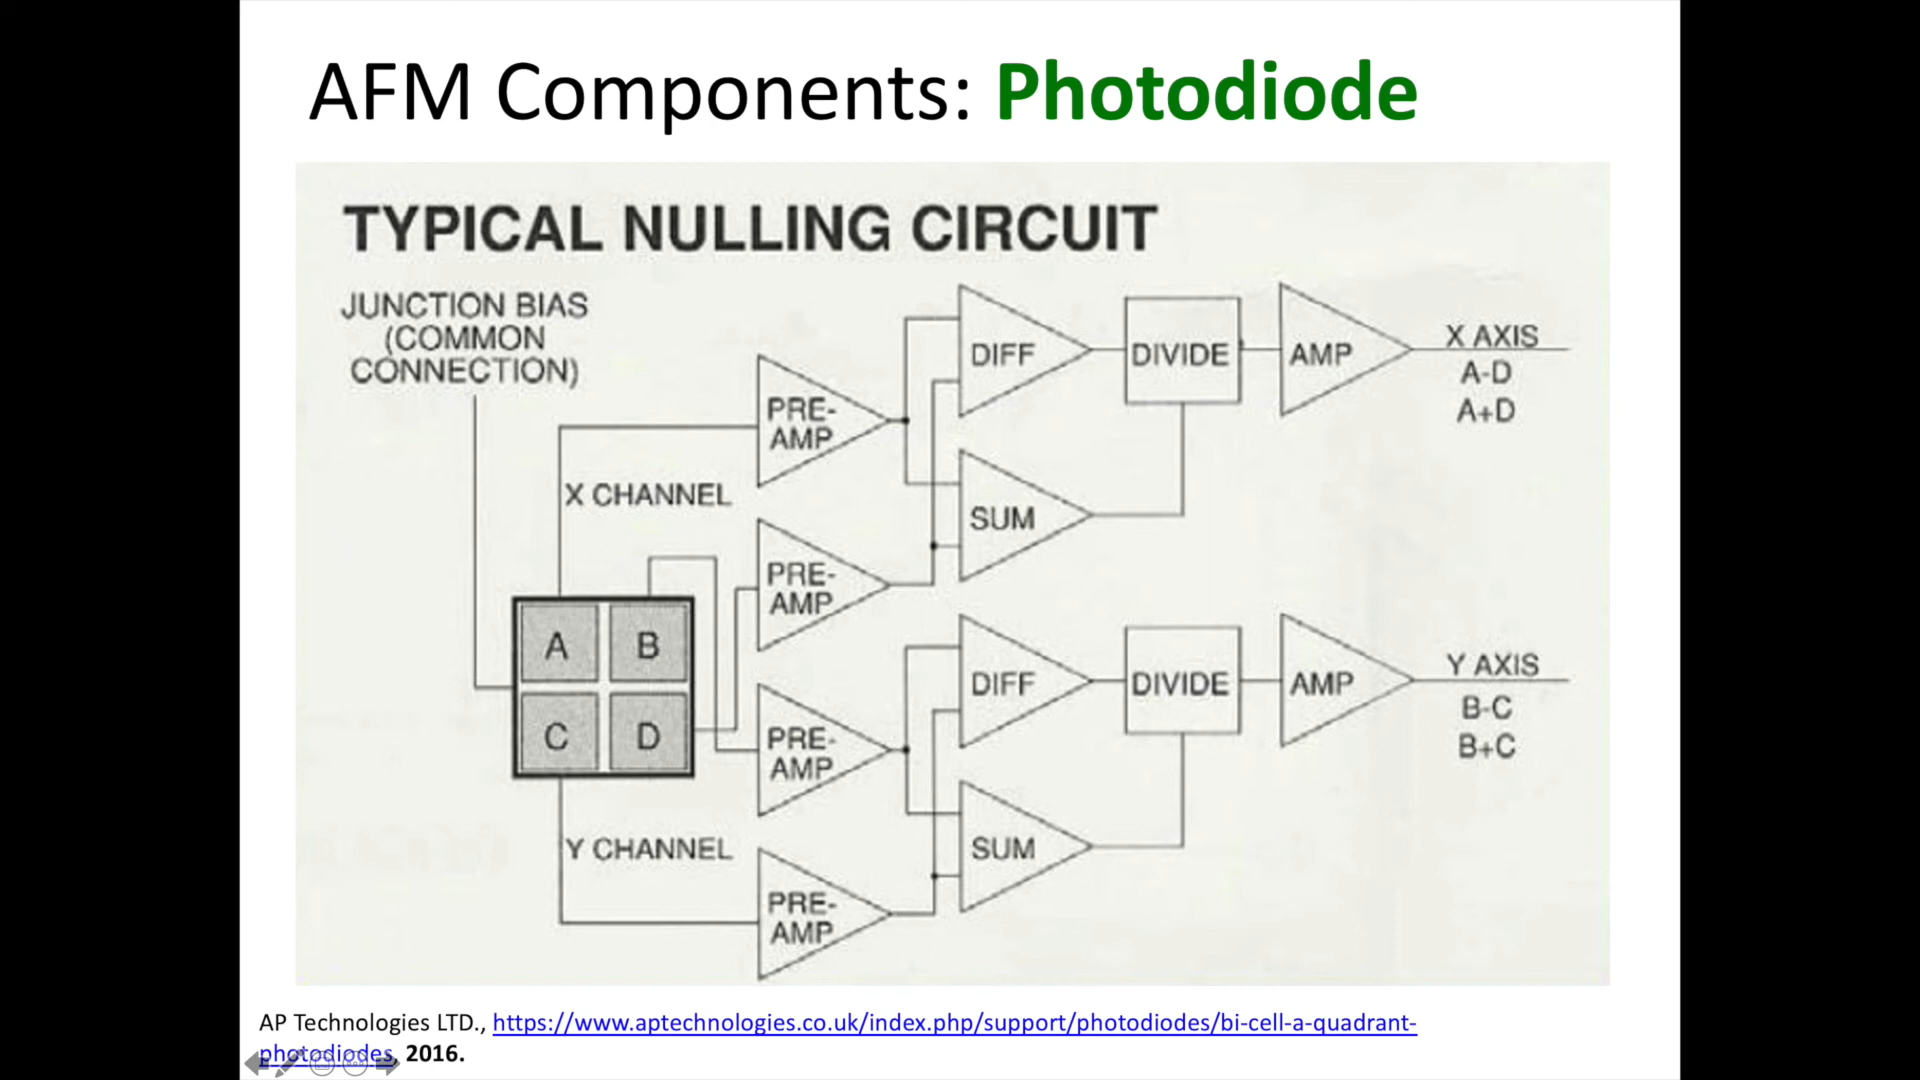 AFM Components: Photodiode
TYPICAL NULLING CIRCUIT
JUNCTION BIAS
(COMMON
CONNECTION)
X CHANNEL
PRE-
AMP
DIFF
DIVIDE
AMP
X AXIS
A-D
A+D
SUM
PRE-
AMP
A
B
C
D
PRE-
AMP
DIFF
DIVIDE
AMP
Y AXIS
B-C
B+C
SUM
Y CHANNEL
PRE-
AMP
AP Technologies LTD., https://www.aptechnologies.co.uk/index.php/support/photodiodes/bi-cell-a-quadrant-
photodiodes, 2016.